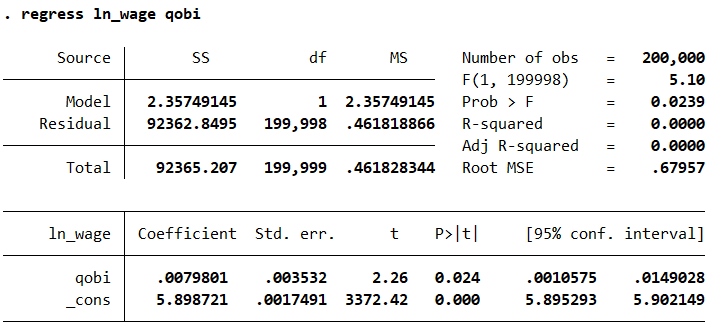 . regress ln_wage qobi
Source SS df MS Number of obs = 200,000
F(1, 199998) = 5.10
Model 2.35749145 1 2.35749145 Prob > F = 0.0239
Residual 92362.8495 199,998 .461818866 R-squared = 0.0000
Adj R-squared = 0.0000
Total 92365.207 199,999 .461828344 Root MSE = .67957
ln_wage Coefficient Std. err. t P>|t| [95% conf. interval]
qobi .0079801 .003532 2.26 0.024 .0010575 .0149028
_cons 5.898721 .0017491 3372.42 0.000 5.895293 5.902149